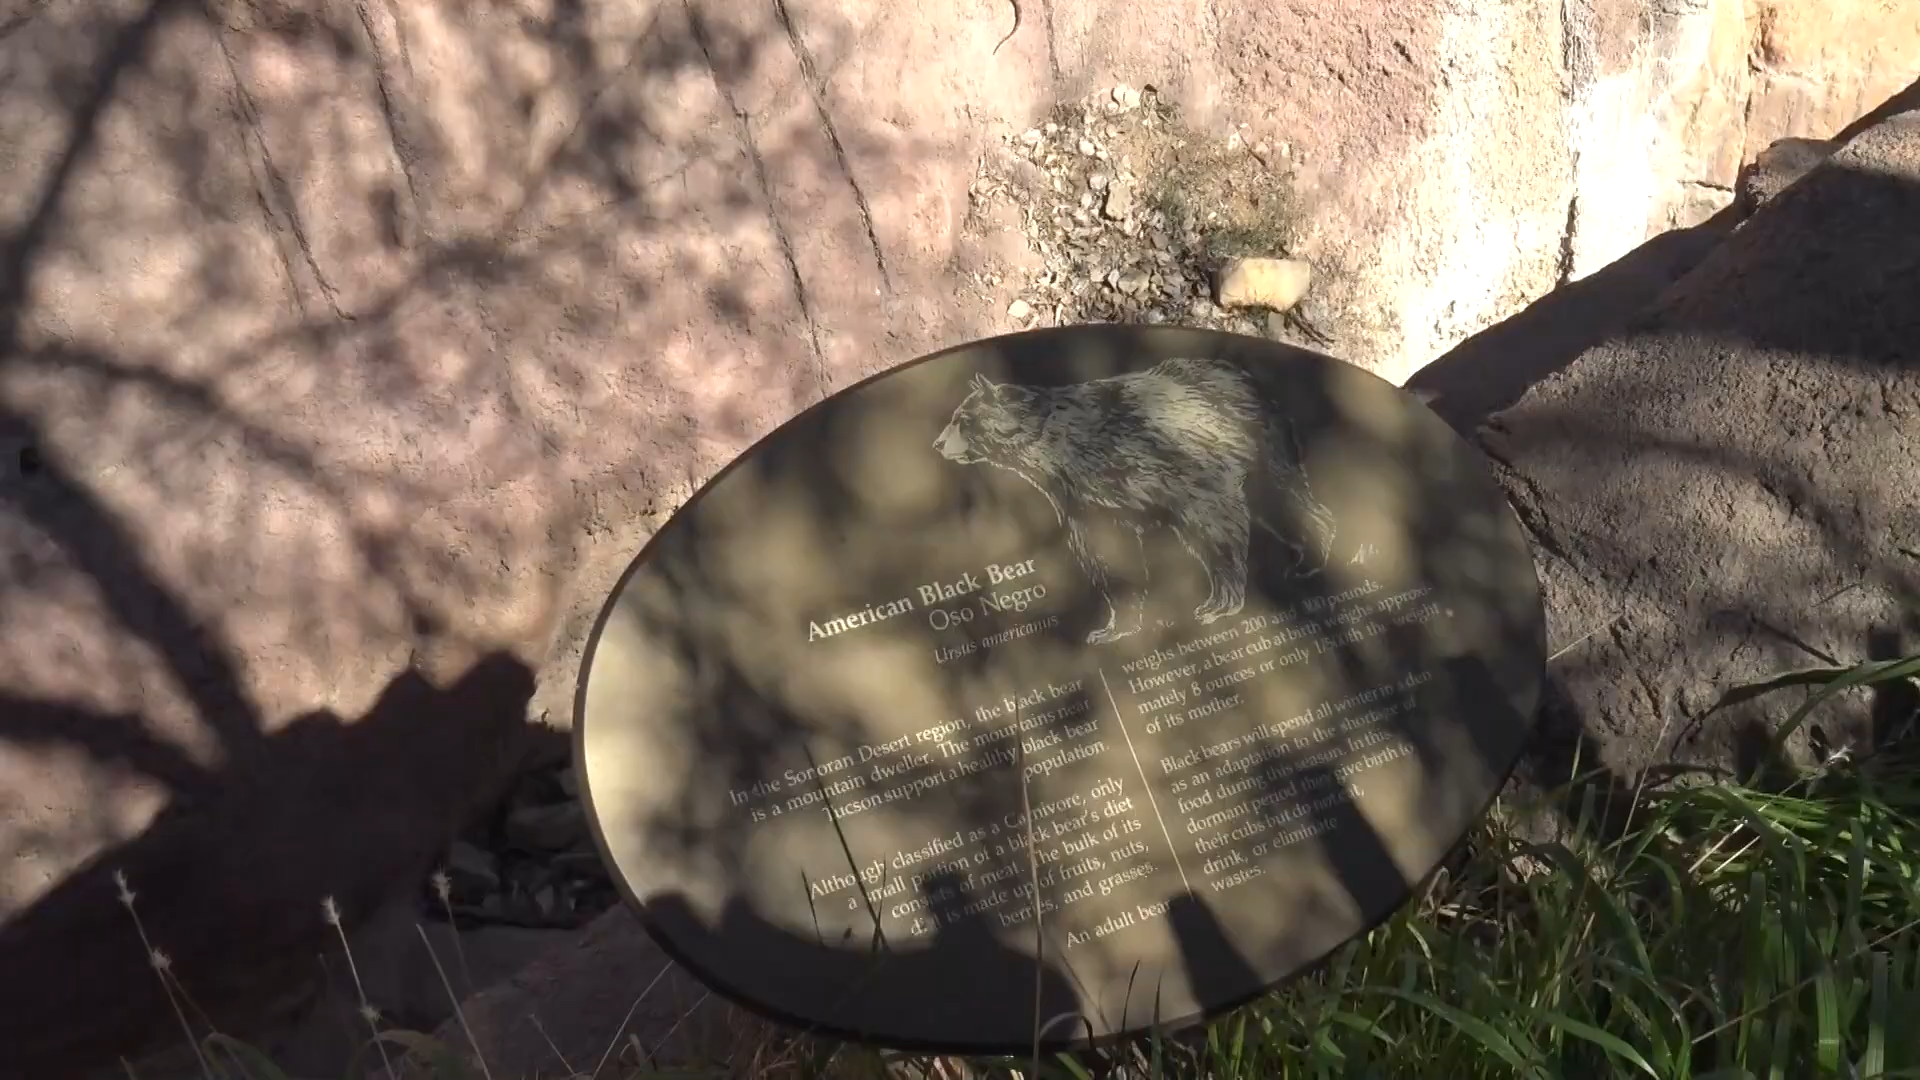 American Black Bear
Oso Negro
Ursus americanus
In the Sonoran Desert region, the black bear
is a mountain dweller. The mountains near
Tucson support a healthy black bear
population.
Although classified as a Carnivore, only
a small portion of a black bear's diet
consists of meat. The bulk of its
diet is made up of fruits, nuts,
berries, and grasses.
An adult bear
weighs between 200 and 300 pounds.
However, a bear cub at birth weighs approxi-
mately 8 ounces or only 1/500th the weight
of its mother.
Black bears will spend all winter in a den
as an adaptation to the shortage of
food during this season. In this
dormant period they give birth to
their cubs but do not eat,
drink, or eliminate
wastes.